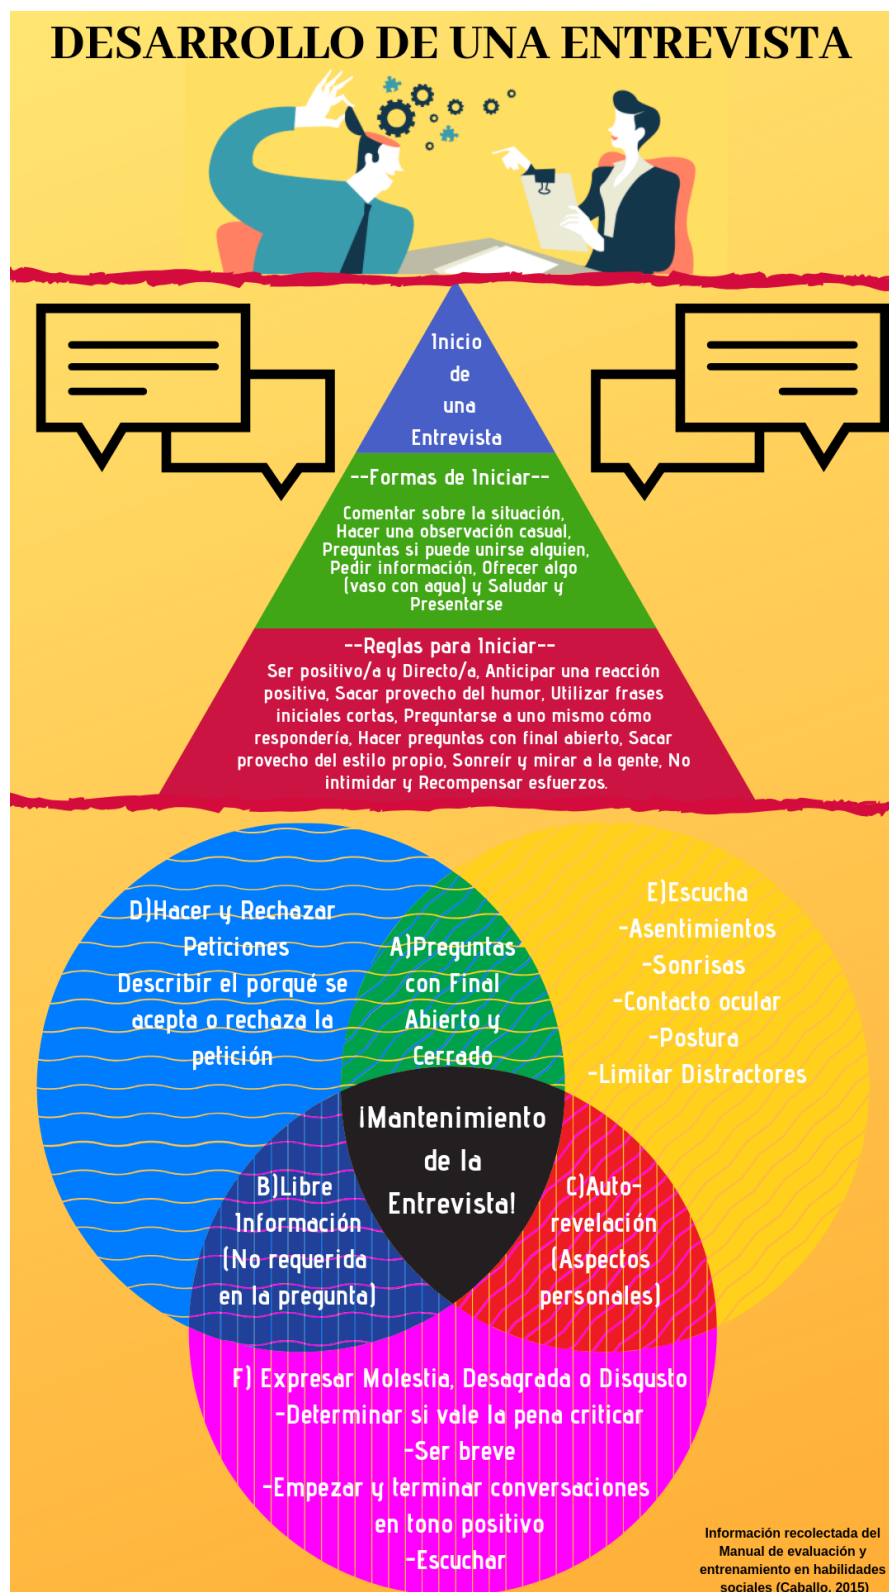 DESARROLLO DE UNA ENTREVISTA
Inicio
de
una
Entrevista
--Formas de Iniciar--
Comentar sobre la situación,
Hacer una observación casual,
Preguntas si puede unirse alguien,
Pedir información, Ofrecer algo
(vaso con agua) y Saludar y
Presentarse
--Reglas para Iniciar--
Ser positivo/a y Directo/a, Anticipar una reacción
positiva, Sacar provecho del humor, Utilizar frases
iniciales cortas, Preguntarse a uno mismo cómo
respondería, Hacer preguntas con final abierto, Sacar
provecho del estilo propio, Sonreír y mirar a la gente, No
intimidar y Recompensar esfuerzos.
D)Hacer y Rechazar
Peticiones
Describir el porqué se
acepta o rechaza la
petición
A)Preguntas
con Final
Abierto y
Cerrado
E)Escucha
-Asentimientos
-Sonrisas
-Contacto ocular
-Postura
-Limitar Distractores
¡Mantenimiento
de la
Entrevista!
B)Libre
Información
(No requerida
en la pregunta)
C)Auto-
revelación
(Aspectos
personales)
F) Expresar Molestia, Desagrada o Disgusto
-Determinar si vale la pena criticar
-Ser breve
-Empezar y terminar conversaciones
en tono positivo
-Escuchar
Información recolectada del
Manual de evaluación y
entrenamiento en habilidades
sociales (Caballo, 2015)